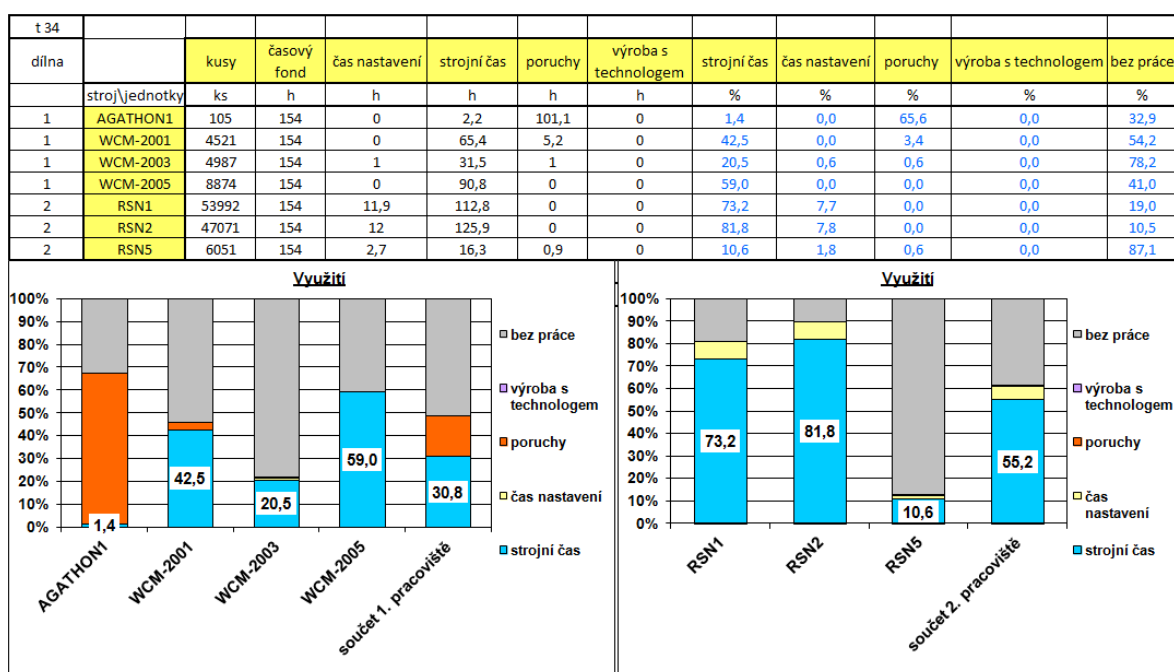 t 34
dílna kusy časový fond čas nastavení strojní čas poruchy výroba s technologem strojní čas čas nastavení poruchy výroba s technologem bez práce
stroj\jednotky ks h h h h h % % % % %
1 AGATHON1 105 154 0 2,2 101,1 0 1,4 0,0 65,6 0,0 32,9
1 WCM-2001 4521 154 0 65,4 5,2 0 42,5 0,0 3,4 0,0 54,2
1 WCM-2003 4987 154 1 31,5 1 0 20,5 0,6 0,6 0,0 78,2
1 WCM-2005 8874 154 0 90,8 0 0 59,0 0,0 0,0 0,0 41,0
2 RSN1 53992 154 11,9 112,8 0 0 73,2 7,7 0,0 0,0 19,0
2 RSN2 47071 154 12 125,9 0 0 81,8 7,8 0,0 0,0 10,5
2 RSN5 6051 154 2,7 16,3 0,9 0 10,6 1,8 0,6 0,0 87,1
Využití
100%
90%
80%
70%
60%
50%
40%
30%
20%
10%
0%
1,4
42,5
20,5
59,0
30,8
AGATHON1
WCM-2001
WCM-2003
WCM-2005
součet 1. pracoviště
bez práce
výroba s
technologem
poruchy
čas nastavení
strojní čas
Využití
100%
90%
80%
70%
60%
50%
40%
30%
20%
10%
0%
73,2
81,8
10,6
55,2
RSN1
RSN2
RSN5
součet 2. pracoviště
bez práce
výroba s
technologem
poruchy
čas
nastavení
strojní čas